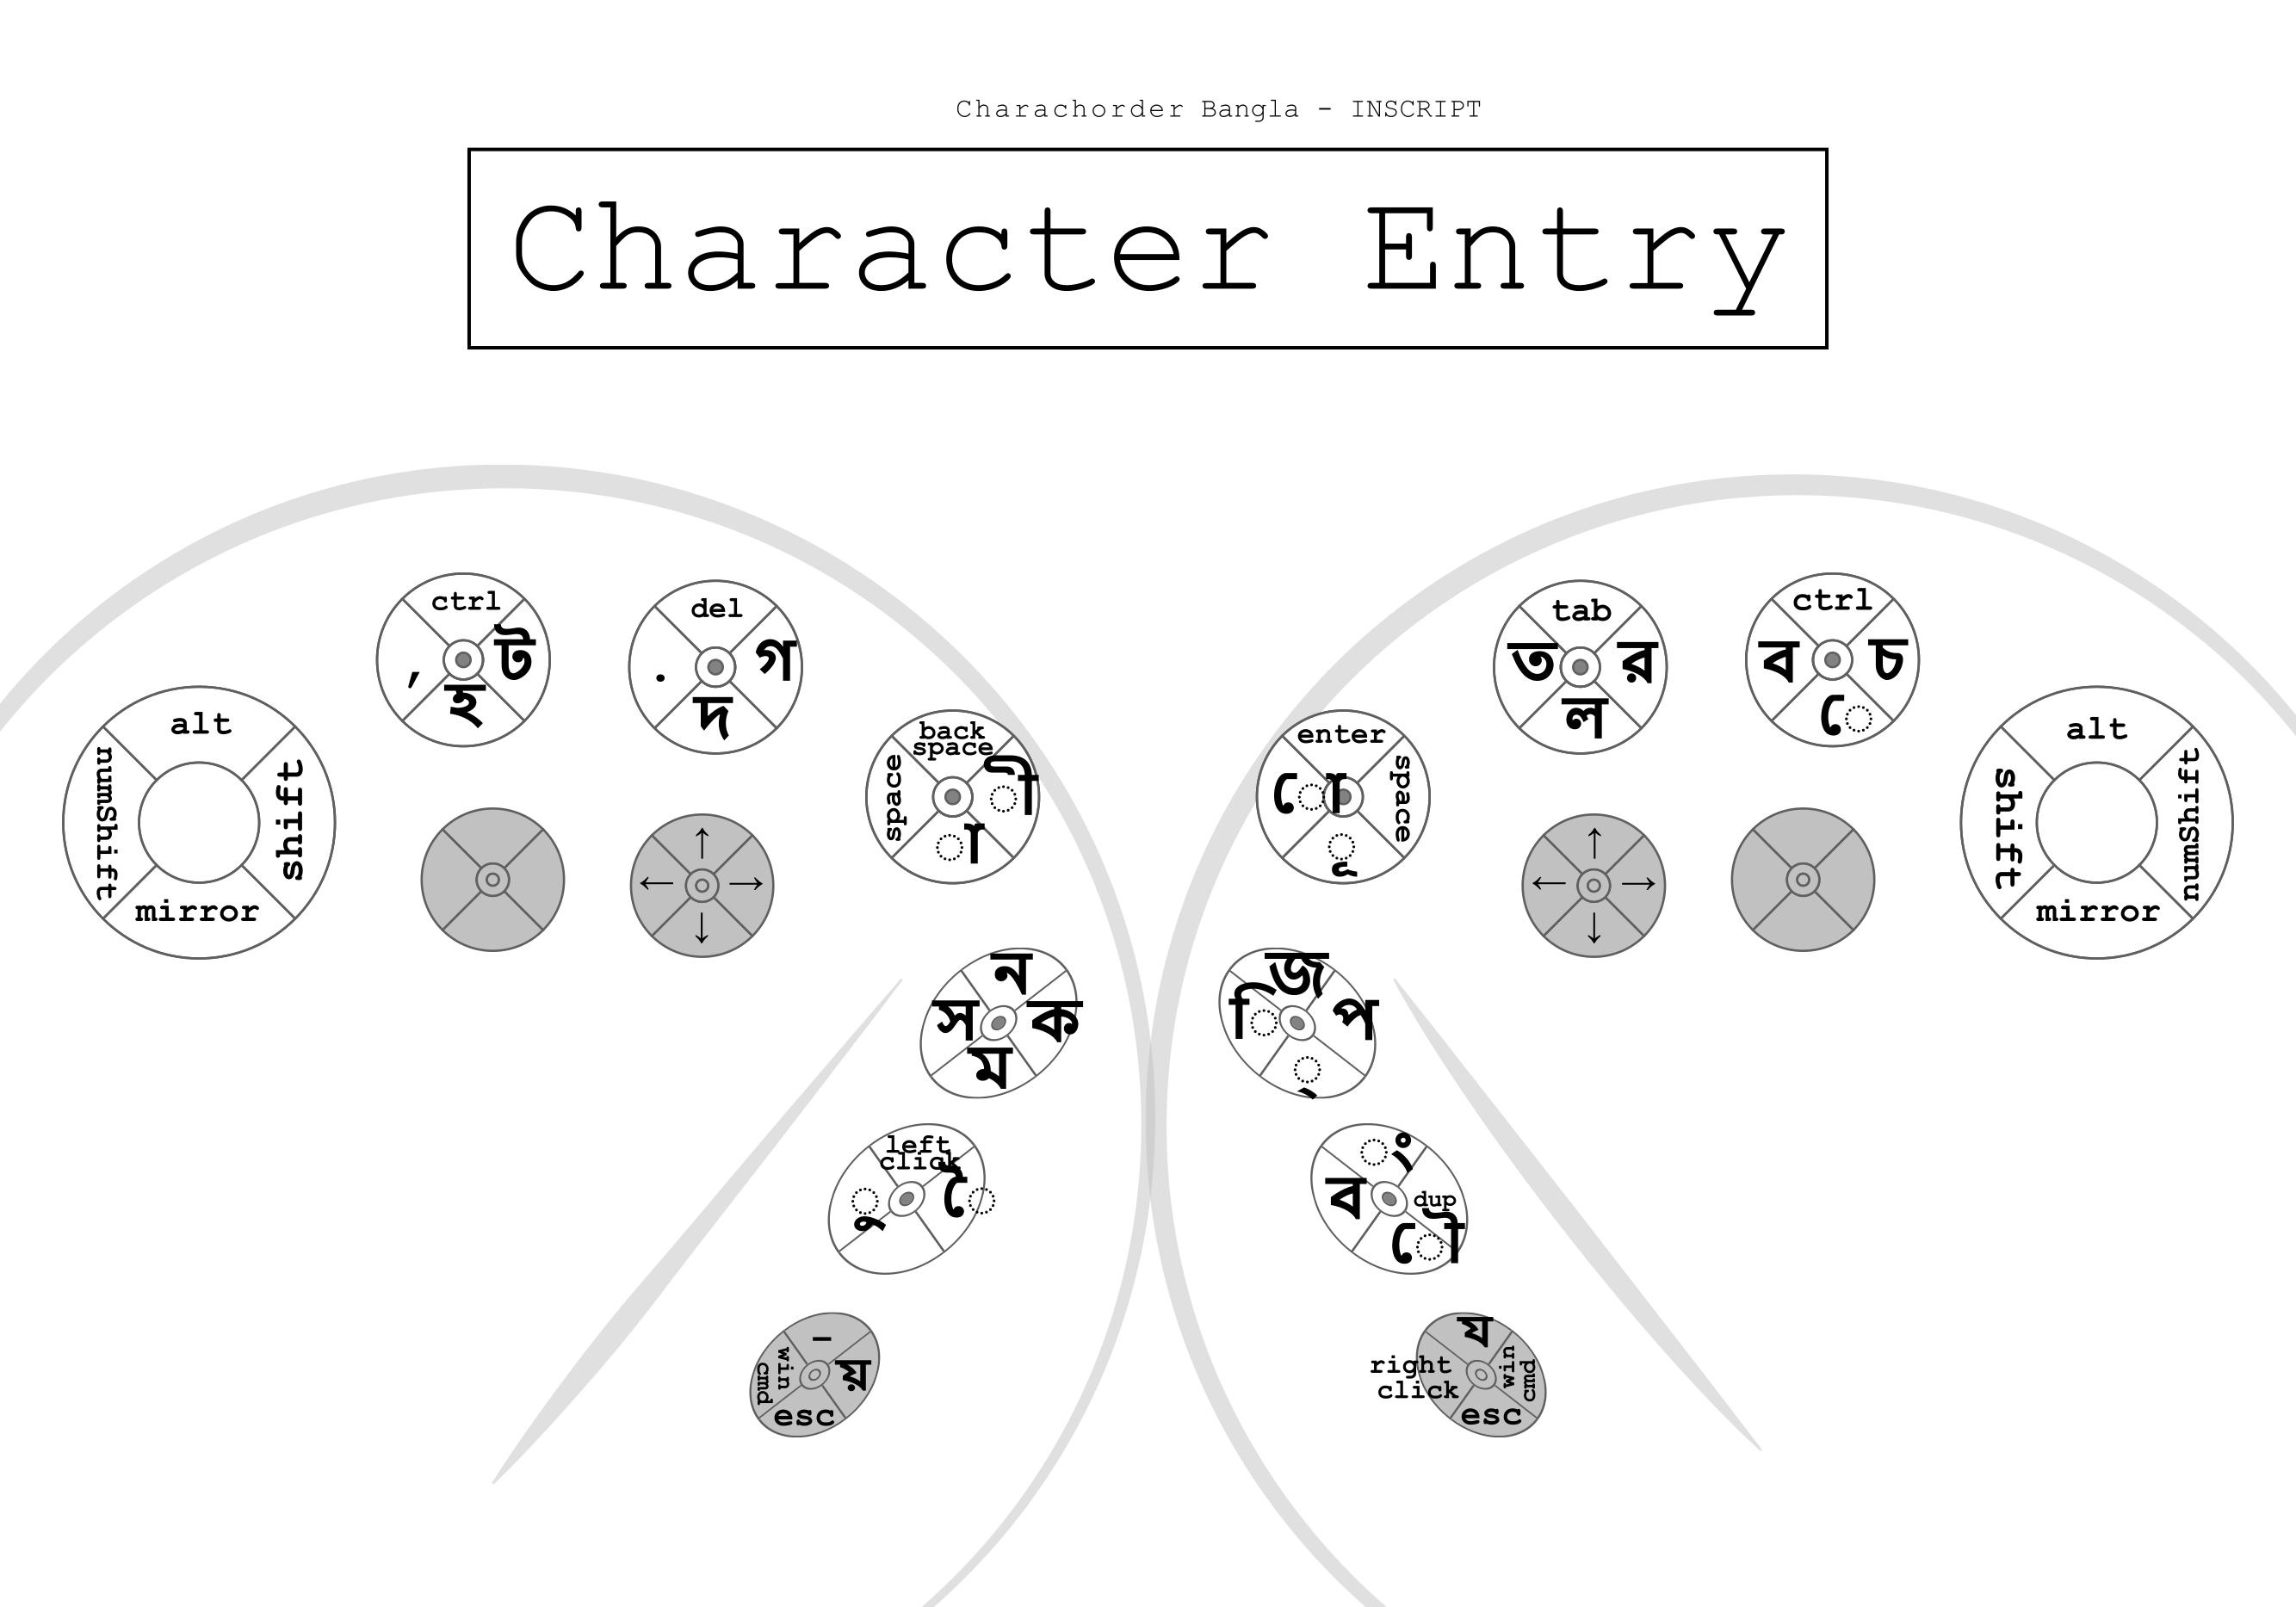 Charachorder Bangla - INSCRIPT
Character Entry
ctrl
, ট
হ
del
. গ
দ
tab
ত র
ল
ctrl
ব চ
ে
alt
numShift shift
mirror
back
space
space ী
া
enter
ো space
ূ
alt
shift numShift
mirror
↑
← →
↓
↑
← →
↓
ন
স ক
ম
জ
ি প
্
left
click
ু ৈ
ং
ব dup
ৌ
-
win
cmd
য়
esc
য
right
click
win
cmd
esc